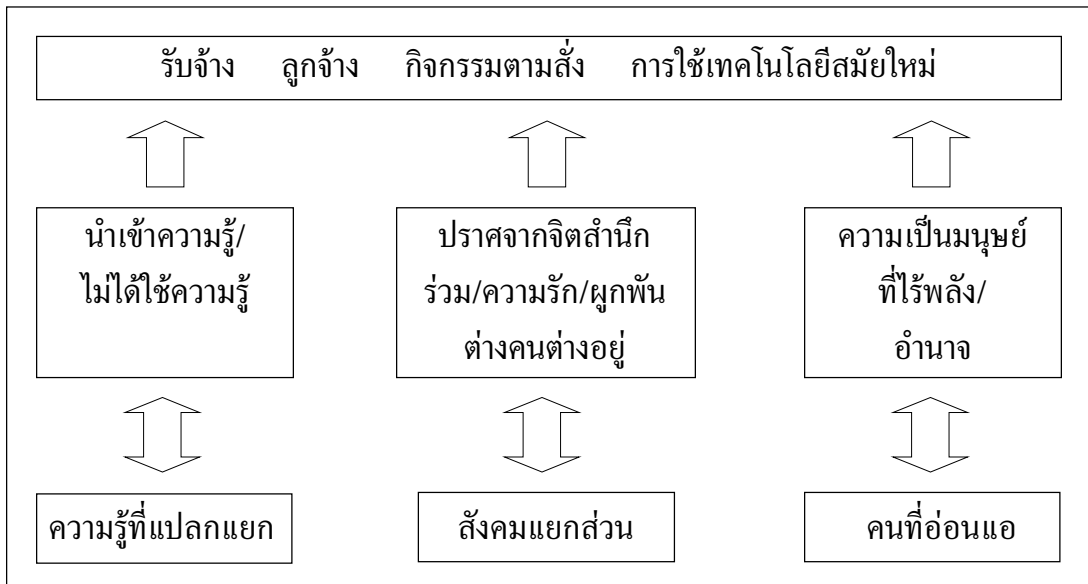 รับจ้าง ลูกจ้าง กิจกรรมตามสั่ง การใช้เทคโนโลยีสมัยใหม่
นำเข้าความรู้/
ไม่ได้ใช้ความรู้
ปราศจากจิตสำนึก
ร่วม/ความรัก/ผูกพัน
ต่างคนต่างอยู่
ความเป็นมนุษย์
ที่ไร้พลัง/
อำนาจ
ความรู้ที่แปลกแยก
สังคมแยกส่วน
คนที่อ่อนแอ